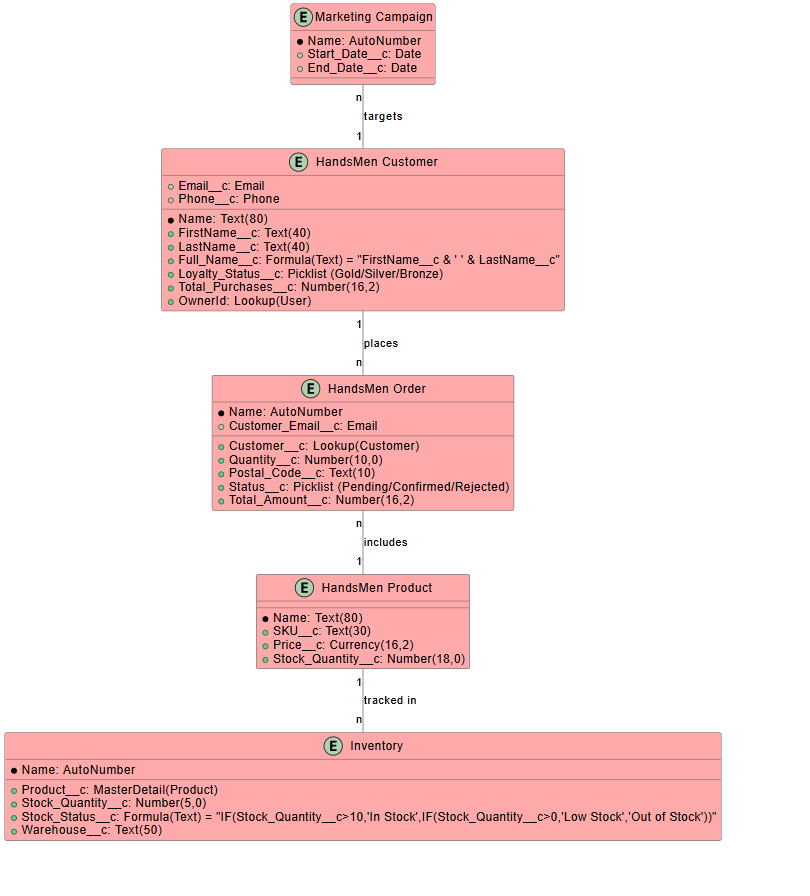 E Marketing Campaign
Name: AutoNumber
Start_Date__c: Date
End_Date__c: Date
n
targets
1
E HandsMen Customer
Email__c: Email
Phone__c: Phone
Name: Text(80)
FirstName__c: Text(40)
LastName__c: Text(40)
Full_Name__c: Formula(Text) = "FirstName__c & ' ' & LastName__c"
Loyalty_Status__c: Picklist (Gold/Silver/Bronze)
Total_Purchases__c: Number(16,2)
OwnerId: Lookup(User)
1
places
n
E HandsMen Order
Name: AutoNumber
Customer_Email__c: Email
Customer__c: Lookup(Customer)
Quantity__c: Number(10,0)
Postal_Code__c: Text(10)
Status__c: Picklist (Pending/Confirmed/Rejected)
Total_Amount__c: Number(16,2)
n
includes
1
E HandsMen Product
Name: Text(80)
SKU__c: Text(30)
Price__c: Currency(16,2)
Stock_Quantity__c: Number(18,0)
1
tracked in
n
E Inventory
Name: AutoNumber
Product__c: MasterDetail(Product)
Stock_Quantity__c: Number(5,0)
Stock_Status__c: Formula(Text) = "IF(Stock_Quantity__c>10,'In Stock',IF(Stock_Quantity__c>0,'Low Stock','Out of Stock'))"
Warehouse__c: Text(50)